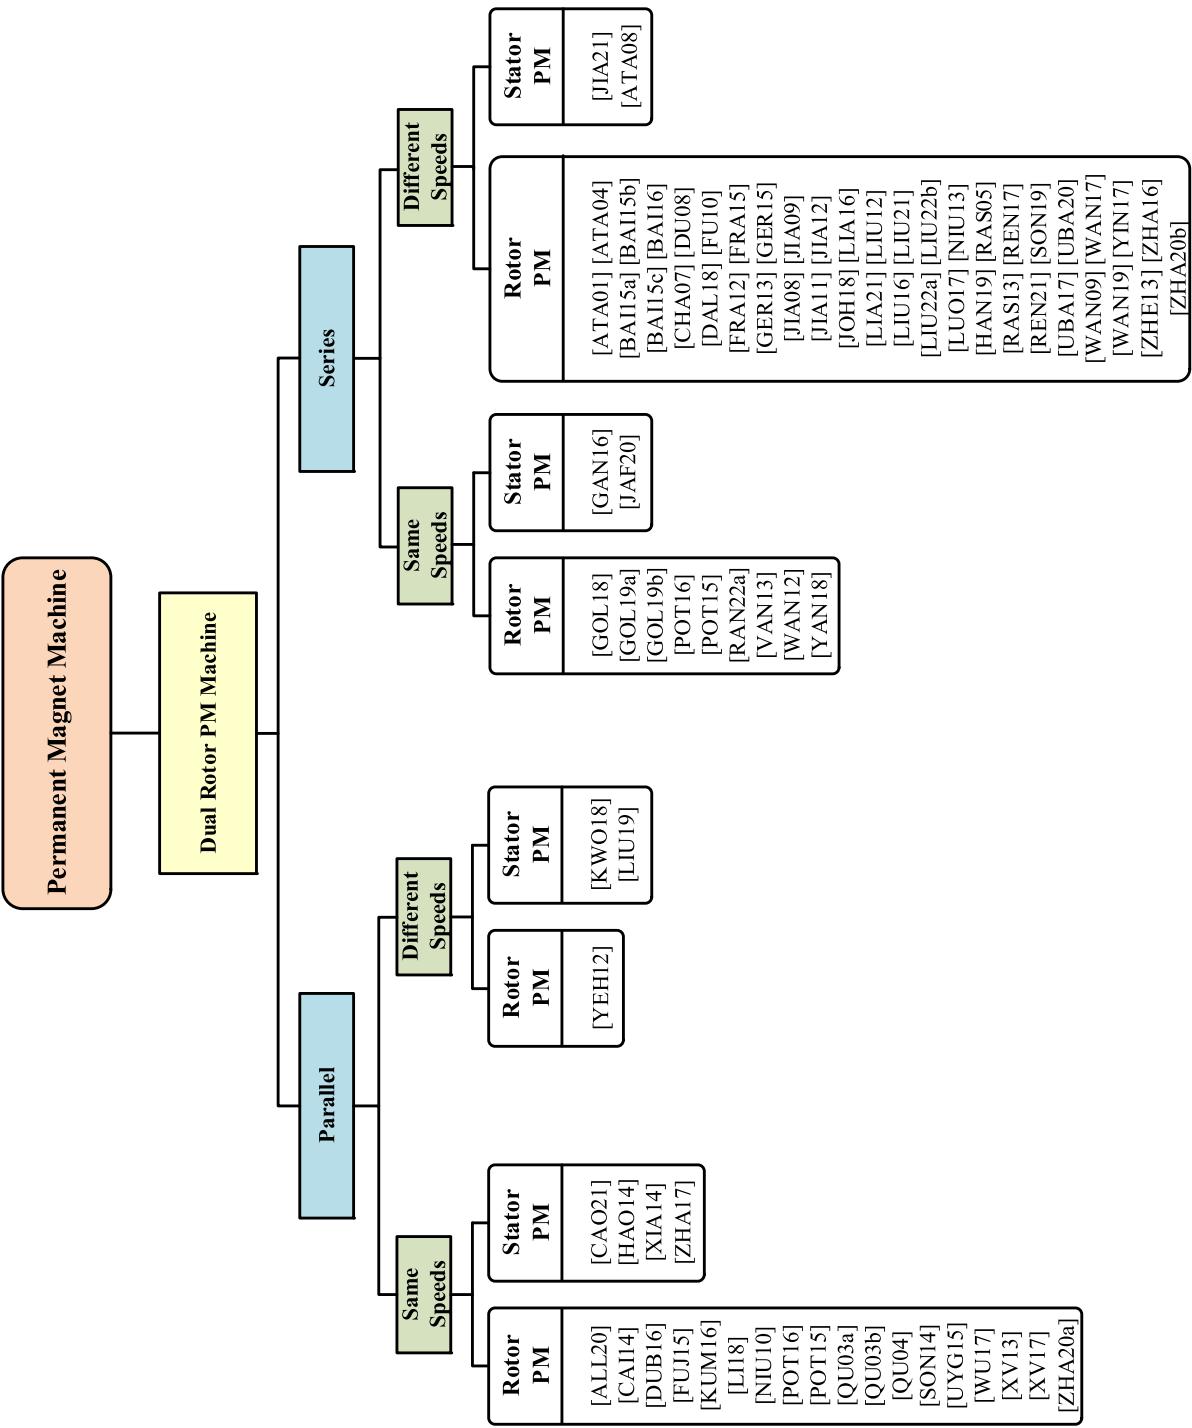 Permanent Magnet Machine
Dual Rotor PM Machine
Parallel
Series
Same
Speeds
Different
Speeds
Same
Speeds
Different
Speeds
Rotor
PM
[ALL20]
[CAI14]
[DUB16]
[FUJ15]
[KUM16]
[LI18]
[NIU10]
[POT16]
[POT15]
[QU03a]
[QU03b]
[QU04]
[SON14]
[UYG15]
[WU17]
[XV13]
[XV17]
[ZHA20a]
Stator
PM
[CAO21]
[HAO14]
[XIA14]
[ZHA17]
Rotor
PM
[YEH12]
Stator
PM
[KWO18]
[LIU19]
Rotor
PM
[GOL18]
[GOL19a]
[GOL19b]
[POT16]
[POT15]
[RAN22a]
[VAN13]
[WAN12]
[YAN18]
Stator
PM
[GAN16]
[JAF20]
Rotor
PM
[ATA01] [ATA04]
[BAI15a] [BAI15b]
[BAI15c] [BAI16]
[CHA07] [DU08]
[DAL18] [FU10]
[FRA12] [FRA15]
[GER13] [GER15]
[JIA08] [JIA09]
[JIA11] [JIA12]
[JOH18] [LIA16]
[LIA21] [LIU12]
[LIU16] [LIU21]
[LIU22a] [LIU22b]
[LUO17] [NIU13]
[HAN19] [RAS05]
[RAS13] [REN17]
[REN21] [SON19]
[UBA17] [UBA20]
[WAN09] [WAN17]
[WAN19] [YIN17]
[ZHE13] [ZHA16]
[ZHA20b]
Stator
PM
[JIA21]
[ATA08]